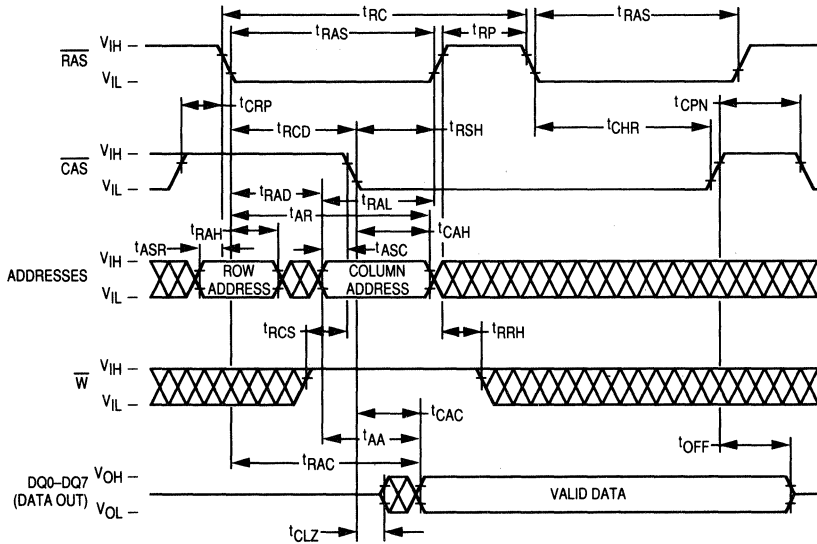 tRC
tRAS
tRP
tRAS
RAS
VIH –
VIL –
tCRP
tRCD
tRSH
tCHR
tCPN
CAS
VIH –
VIL –
tRAD
tRAL
tAR
tRAH
tCAH
tASR
tASC
ADDRESSES
VIH –
VIL –
ROW
ADDRESS
COLUMN
ADDRESS
tRCS
tRRH
W
VIH –
VIL –
tCAC
tAA
tRAC
tOFF
DQ0–DQ7
(DATA OUT)
VOH –
VOL –
VALID DATA
tCLZ